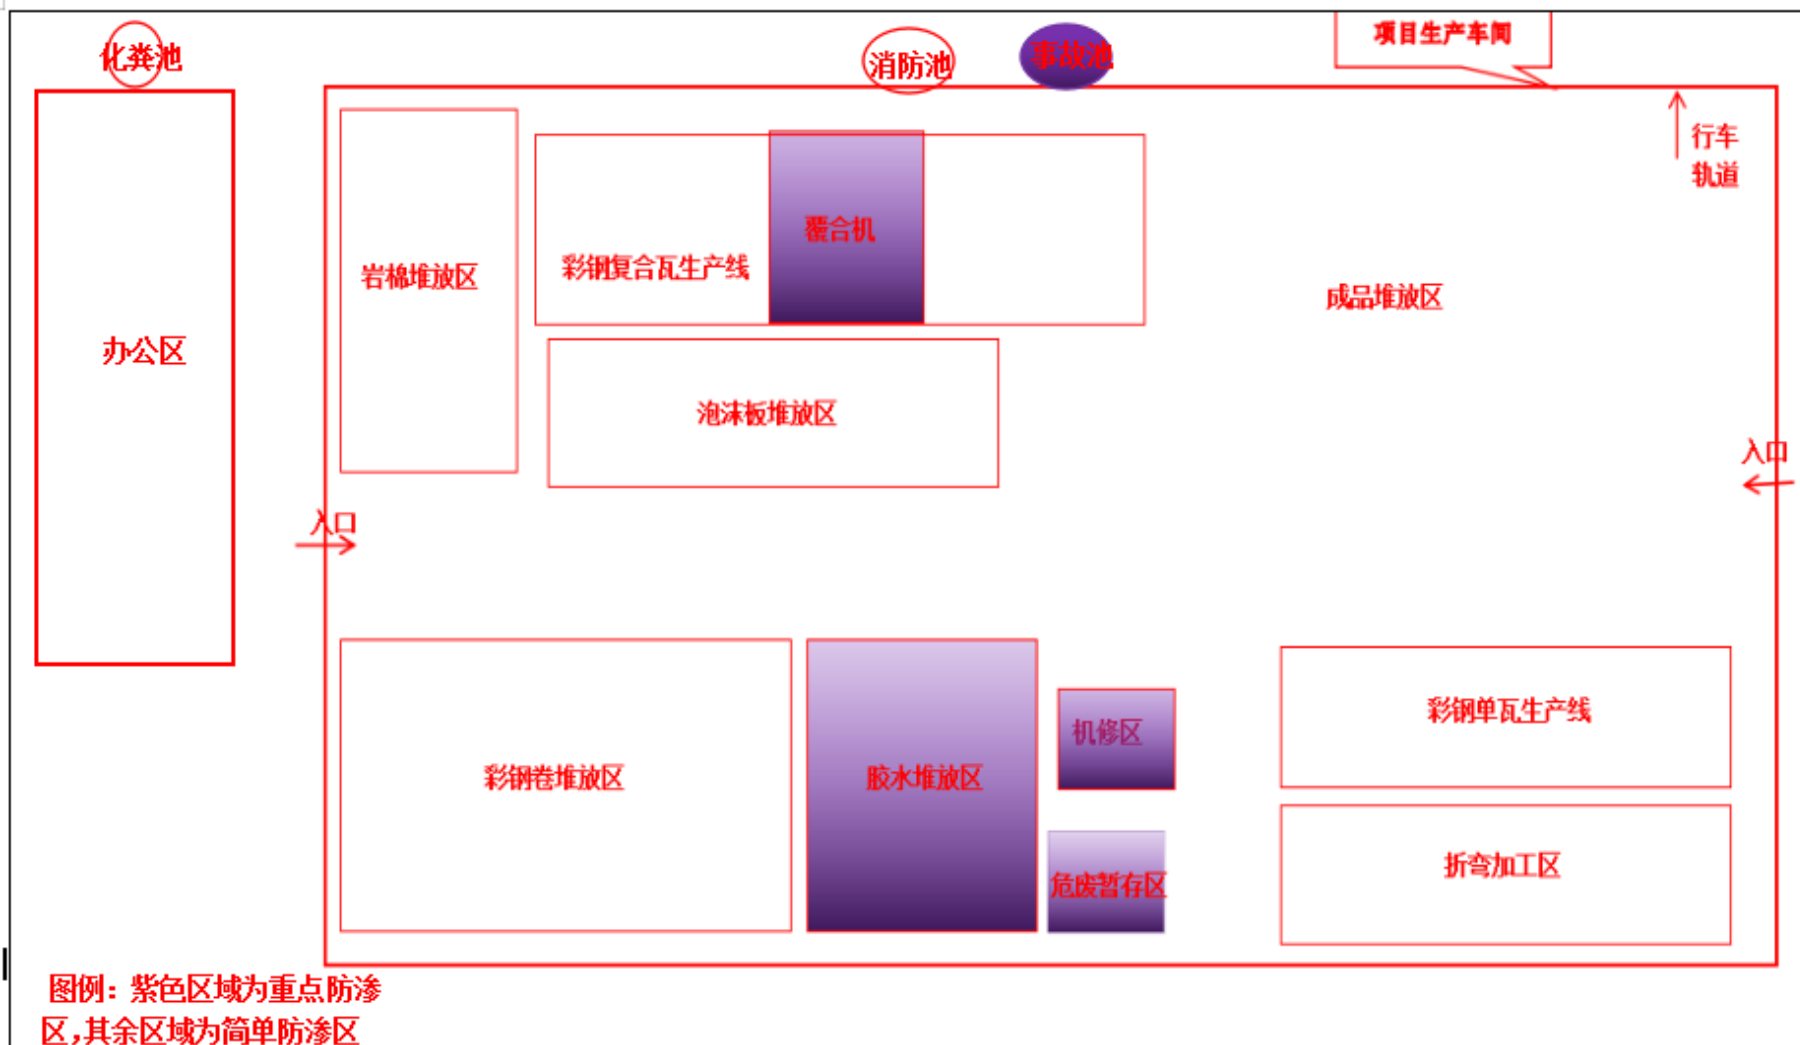 化粪池
消防池
事故池
项目生产车间
行车
轨道
覆合机
彩钢复合瓦生产线
岩棉堆放区
成品堆放区
办公区
泡沫板堆放区
入口
入口
彩钢单瓦生产线
机修区
彩钢卷堆放区
胶水堆放区
折弯加工区
危废暂存区
图例：紫色区域为重点防渗
区,其余区域为简单防渗区